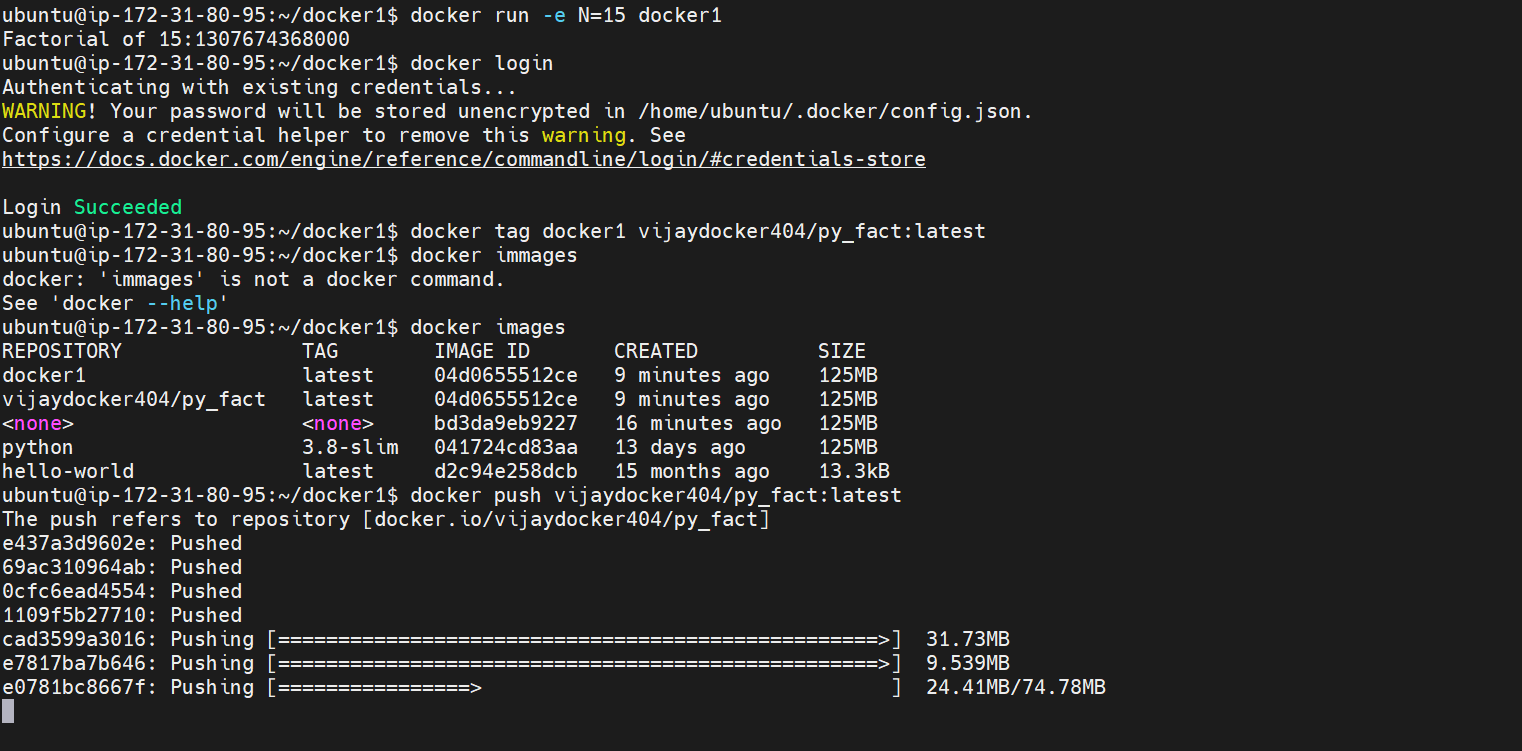 ubuntu@ip-172-31-80-95:~/docker1$ docker run -e N=15 docker1
Factorial of 15:1307674368000
ubuntu@ip-172-31-80-95:~/docker1$ docker login
Authenticating with existing credentials...
WARNING! Your password will be stored unencrypted in /home/ubuntu/.docker/config.json.
Configure a credential helper to remove this warning. See
https://docs.docker.com/engine/reference/commandline/login/#credentials-store

Login Succeeded
ubuntu@ip-172-31-80-95:~/docker1$ docker tag docker1 vijaydocker404/py_fact:latest
ubuntu@ip-172-31-80-95:~/docker1$ docker immages
docker: 'immages' is not a docker command.
See 'docker --help'
ubuntu@ip-172-31-80-95:~/docker1$ docker images
REPOSITORY               TAG        IMAGE ID       CREATED          SIZE
docker1                  latest     04d0655512ce   9 minutes ago    125MB
vijaydocker404/py_fact   latest     04d0655512ce   9 minutes ago    125MB
<none>                   <none>     bd3da9eb9227   16 minutes ago   125MB
python                   3.8-slim   041724cd83aa   13 days ago      125MB
hello-world              latest     d2c94e258dcb   15 months ago    13.3kB
ubuntu@ip-172-31-80-95:~/docker1$ docker push vijaydocker404/py_fact:latest
The push refers to repository [docker.io/vijaydocker404/py_fact]
e437a3d9602e: Pushed
69ac310964ab: Pushed
0cfc6ead4554: Pushed
1109f5b27710: Pushed
cad3599a3016: Pushing [==================================================>]  31.73MB
e7817ba7b646: Pushing [==================================================>]  9.539MB
e0781bc8667f: Pushing [================>                                  ]  24.41MB/74.78MB